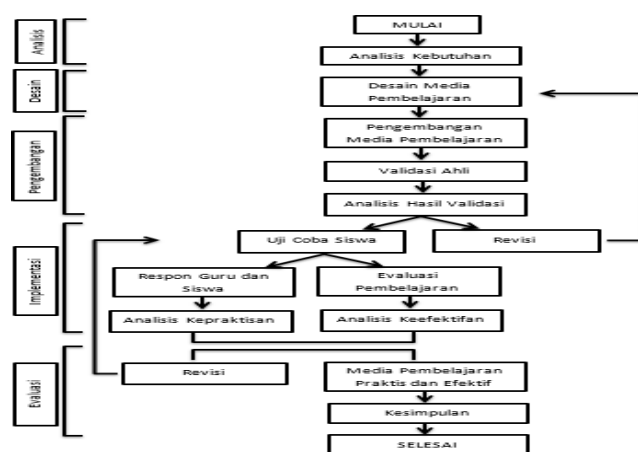 Analisis
MULAI
Analisis Kebutuhan
Desain
Desain Media
Pembelajaran
Pengembangan
Pengembangan
Media Pembelajaran
Validasi Ahli
Analisis Hasil Validasi
Implementasi
Uji Coba Siswa
Revisi
Respon Guru dan
Siswa
Evaluasi
Pembelajaran
Analisis Kepraktisan
Analisis Keefektifan
Evaluasi
Revisi
Media Pembelajaran
Praktis dan Efektif
Kesimpulan
SELESAI